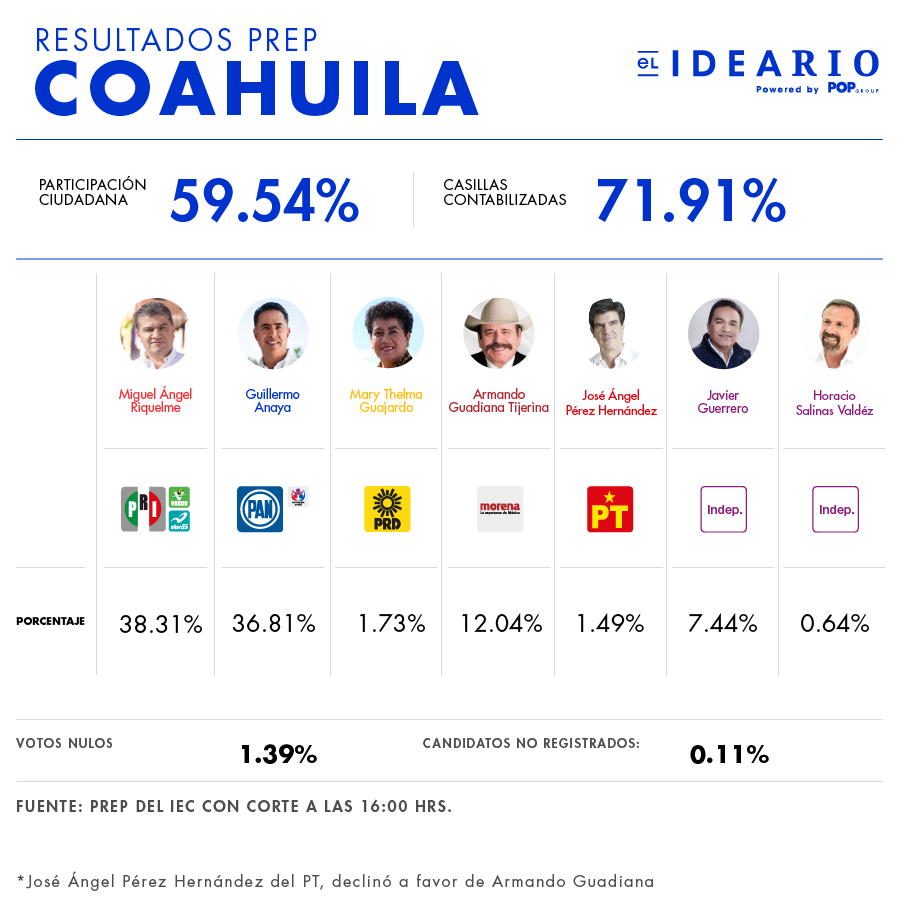 RESULTADOS PREP
COAHUILA
eL IDEARIO
Powered by POP GROUP
PARTICIPACIÓN
CIUDADANA
59.54%
CASILLAS
CONTABILIZADAS
71.91%
Miguel Ángel
Riquelme
Guillermo
Anaya
Mary Thelma
Guajardo
Armando
Guadiana Tijerina
José Ángel
Pérez Hernández
Javier
Guerrero
Horacio
Salinas Valdéz
PRI
VERDE
alianza
PAN
PRD
morena
La esperanza de México
PT
Indep.
Indep.
PORCENTAJE
38.31%
36.81%
1.73%
12.04%
1.49%
7.44%
0.64%
VOTOS NULOS
1.39%
CANDIDATOS NO REGISTRADOS:
0.11%
FUENTE: PREP DEL IEC CON CORTE A LAS 16:00 HRS.
*José Ángel Pérez Hernández del PT, declinó a favor de Armando Guadiana